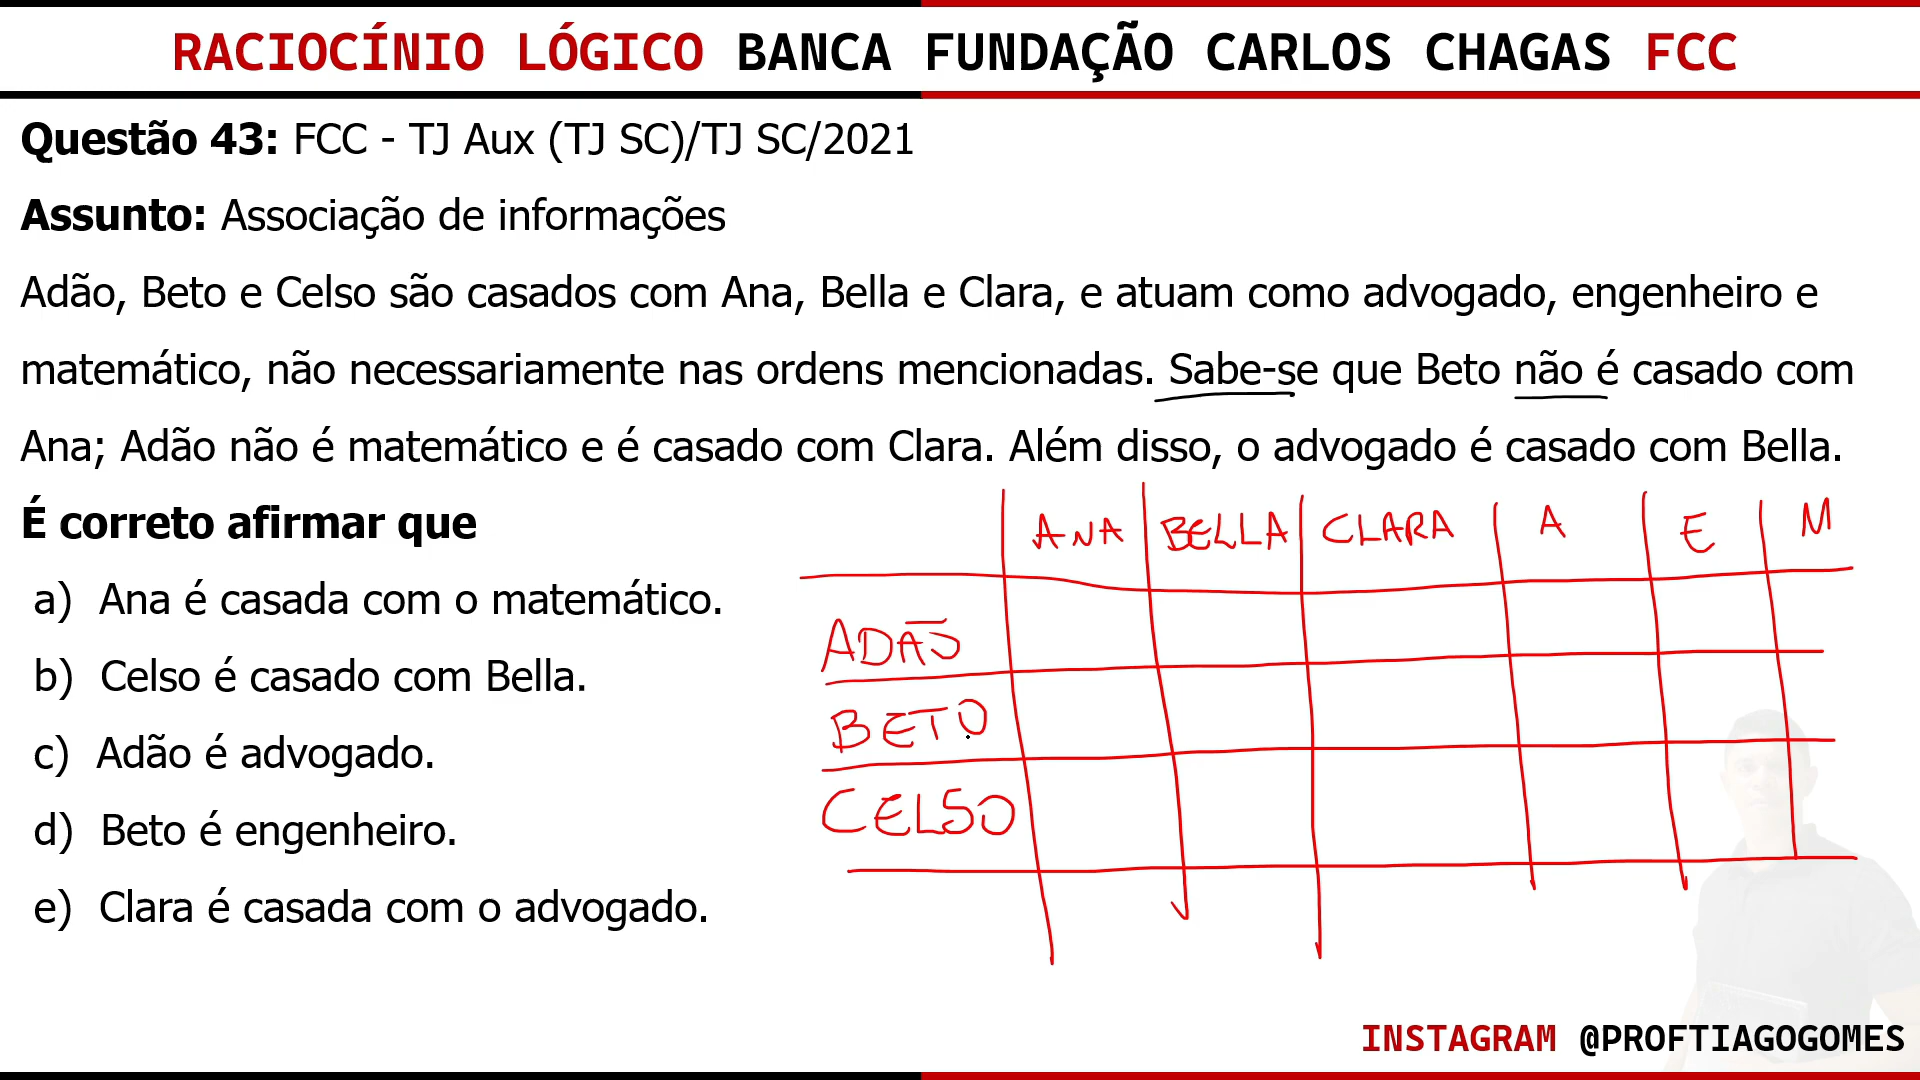 RACIOCÍNIO LÓGICO BANCA FUNDAÇÃO CARLOS CHAGAS FCC
Questão 43: FCC - TJ Aux (TJ SC)/TJ SC/2021
Assunto: Associação de informações
Adão, Beto e Celso são casados com Ana, Bella e Clara, e atuam como advogado, engenheiro e
matemático, não necessariamente nas ordens mencionadas. Sabe-se que Beto não é casado com
Ana; Adão não é matemático e é casado com Clara. Além disso, o advogado é casado com Bella.
É correto afirmar que
a) Ana é casada com o matemático.
b) Celso é casado com Bella.
c) Adão é advogado.
d) Beto é engenheiro.
e) Clara é casada com o advogado.
ANA BELLA CLARA A E M
ADÃO
BETO
CELSO
INSTAGRAM @PROFTIAGOGOMES